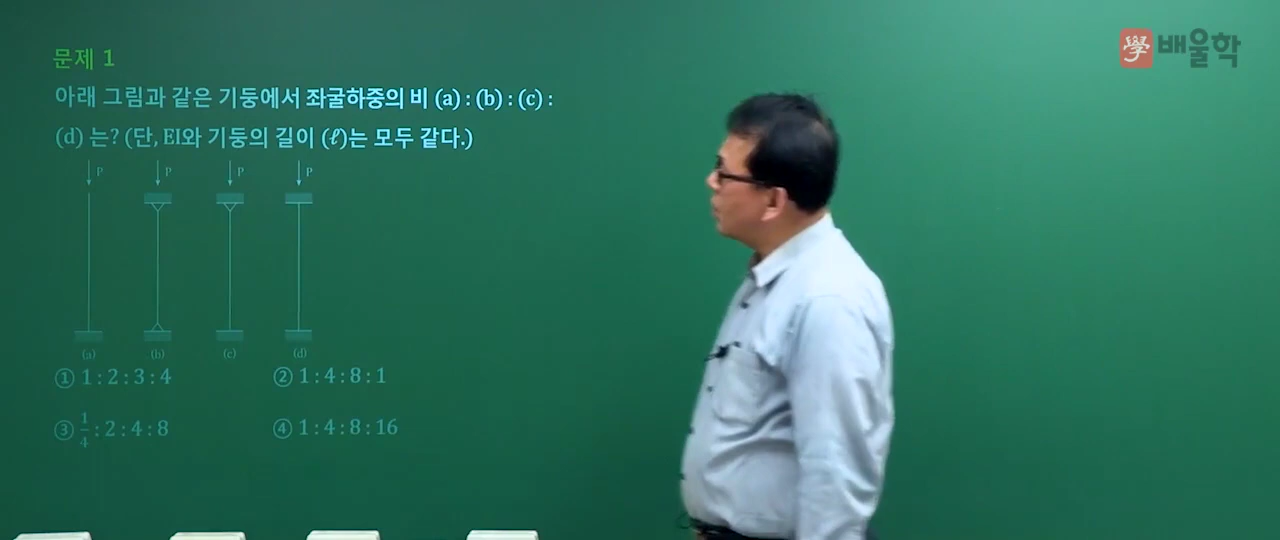 學 배울학
문제 1
아래 그림과 같은 기둥에서 좌굴하중의 비 (a) : (b) : (c) :
(d) 는? (단, EI와 기둥의 길이 (ℓ)는 모두 같다.)
P P P P
(a) (b) (c) (d)
① 1 : 2 : 3 : 4 ② 1 : 4 : 8 : 1
③ 1/4 : 2 : 4 : 8 ④ 1 : 4 : 8 : 16